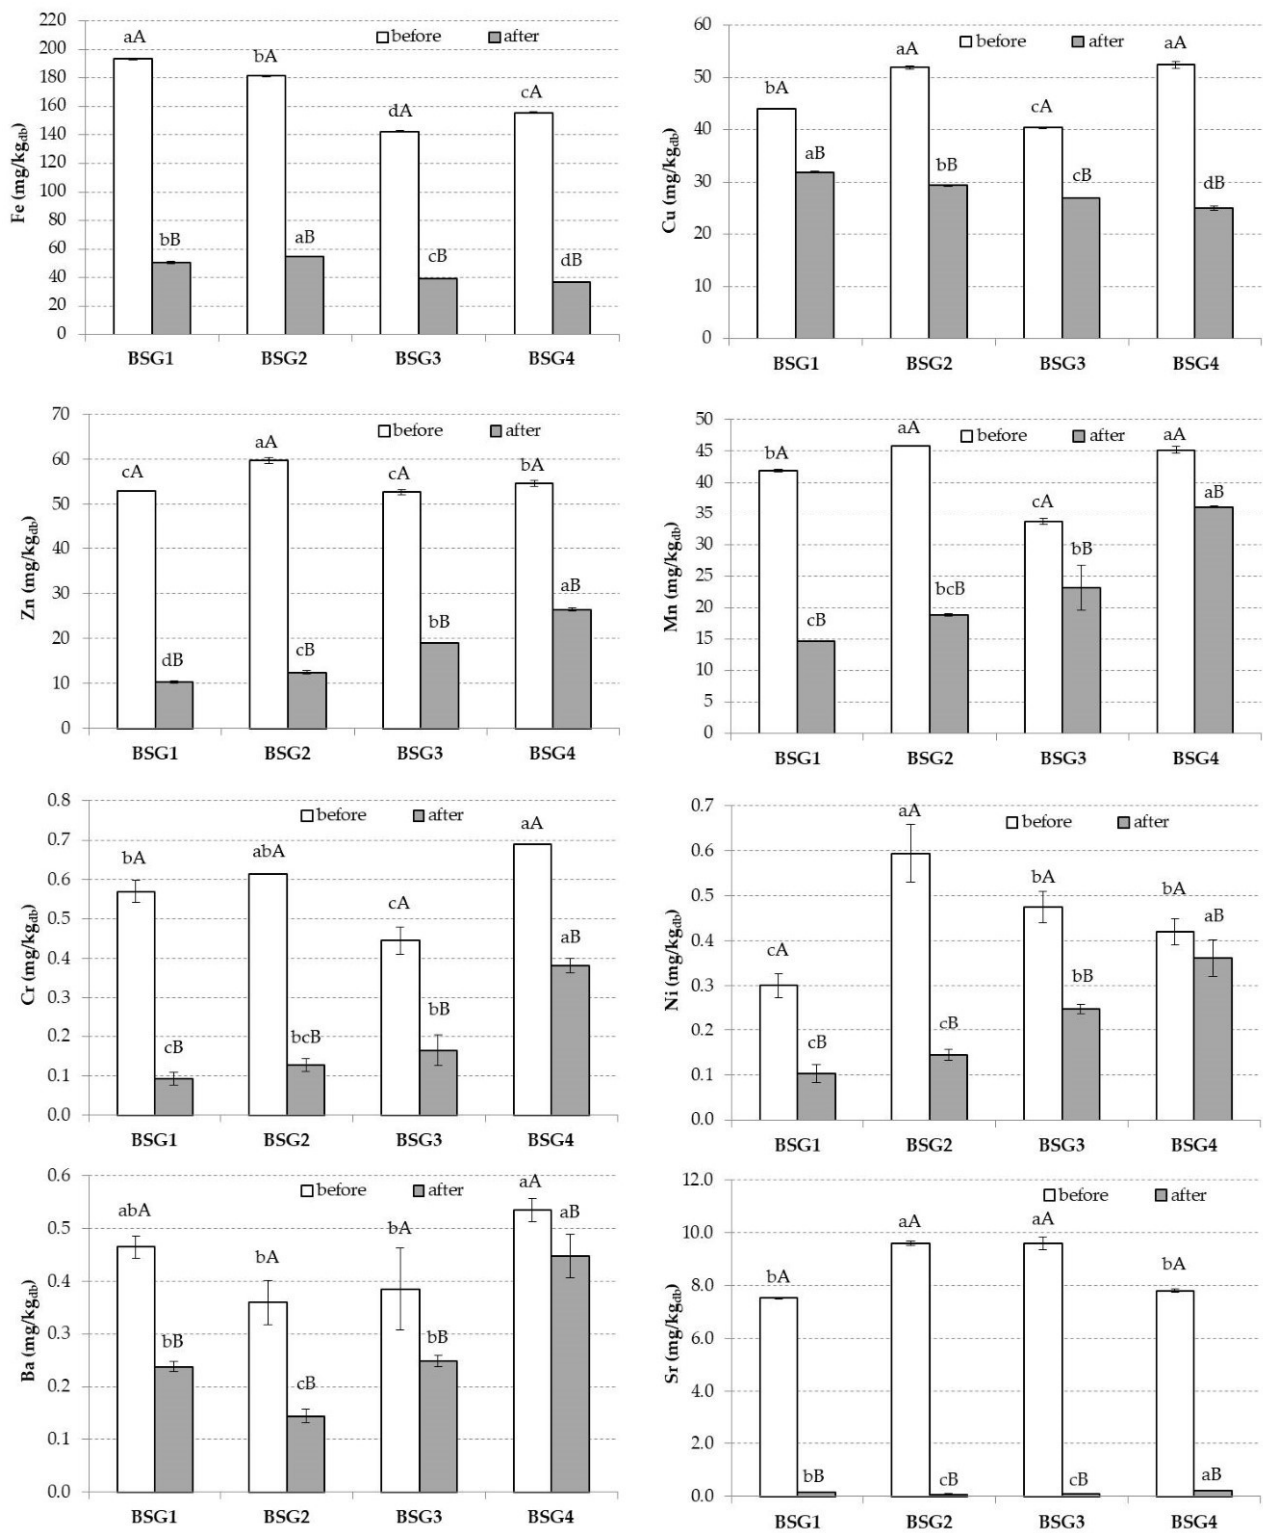 220
200
180
160
140
120
100
80
60
40
20
0
Fe (mg/kgdb)
before
after
aA
bA
dA
cA
bB
aB
cB
dB
BSG1
BSG2
BSG3
BSG4
60
50
40
30
20
10
0
Cu (mg/kgdb)
before
after
bA
aA
cA
aA
aB
bB
cB
dB
BSG1
BSG2
BSG3
BSG4
70
60
50
40
30
20
10
0
Zn (mg/kgdb)
before
after
cA
aA
cA
bA
dB
cB
bB
aB
BSG1
BSG2
BSG3
BSG4
50
45
40
35
30
25
20
15
10
5
0
Mn (mg/kgdb)
before
after
bA
aA
cA
aA
cB
bcB
bB
aB
BSG1
BSG2
BSG3
BSG4
0.8
0.7
0.6
0.5
0.4
0.3
0.2
0.1
0.0
Cr (mg/kgdb)
before
after
bA
abA
cA
aA
cB
bcB
bB
aB
BSG1
BSG2
BSG3
BSG4
0.7
0.6
0.5
0.4
0.3
0.2
0.1
0.0
Ni (mg/kgdb)
before
after
cA
aA
bA
bA
cB
cB
bB
aB
BSG1
BSG2
BSG3
BSG4
0.6
0.5
0.4
0.3
0.2
0.1
0.0
Ba (mg/kgdb)
before
after
abA
bA
bA
aA
bB
cB
bB
aB
BSG1
BSG2
BSG3
BSG4
12.0
10.0
8.0
6.0
4.0
2.0
0.0
Sr (mg/kgdb)
before
after
bA
aA
aA
bA
bB
cB
cB
aB
BSG1
BSG2
BSG3
BSG4